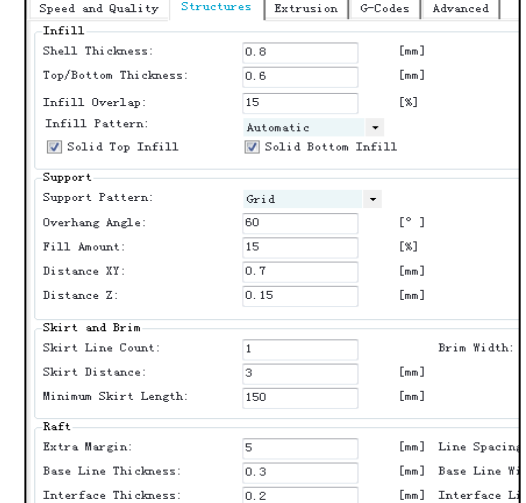 Speed and Quality Structures Extrusion G-Codes Advanced
Infill
Shell Thickness: 0.8 [mm]
Top/Bottom Thickness: 0.6 [mm]
Infill Overlap: 15 [%]
Infill Pattern: Automatic
Solid Top Infill Solid Bottom Infill
Support
Support Pattern: Grid
Overhang Angle: 60 [° ]
Fill Amount: 15 [%]
Distance XY: 0.7 [mm]
Distance Z: 0.15 [mm]
Skirt and Brim
Skirt Line Count: 1 Brim Width:
Skirt Distance: 3 [mm]
Minimum Skirt Length: 150 [mm]
Raft
Extra Margin: 5 [mm] Line Spacing
Base Line Thickness: 0.3 [mm] Base Line
Interface Thickness: 0.2 [mm] Interface